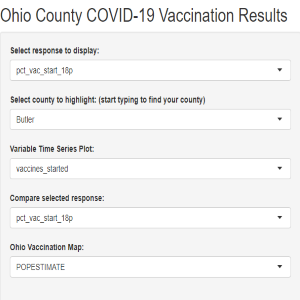 Ohio County COVID-19 Vaccination Results
Select response to display:
pct_vac_start_18p
Select county to highlight: (start typing to find your county)
Butler
Variable Time Series Plot:
vaccines_started
Compare selected response:
pct_vac_start_18p
Ohio Vaccination Map:
POPESTIMATE